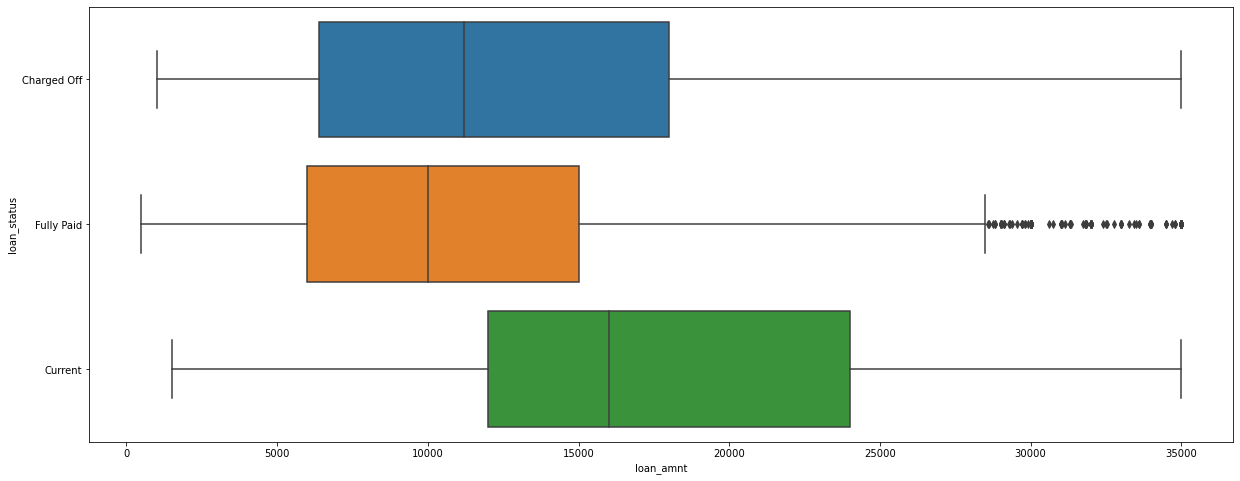 loan_status
Charged Off
Fully Paid
Current
0 5000 10000 15000 20000 25000 30000 35000
loan_amnt